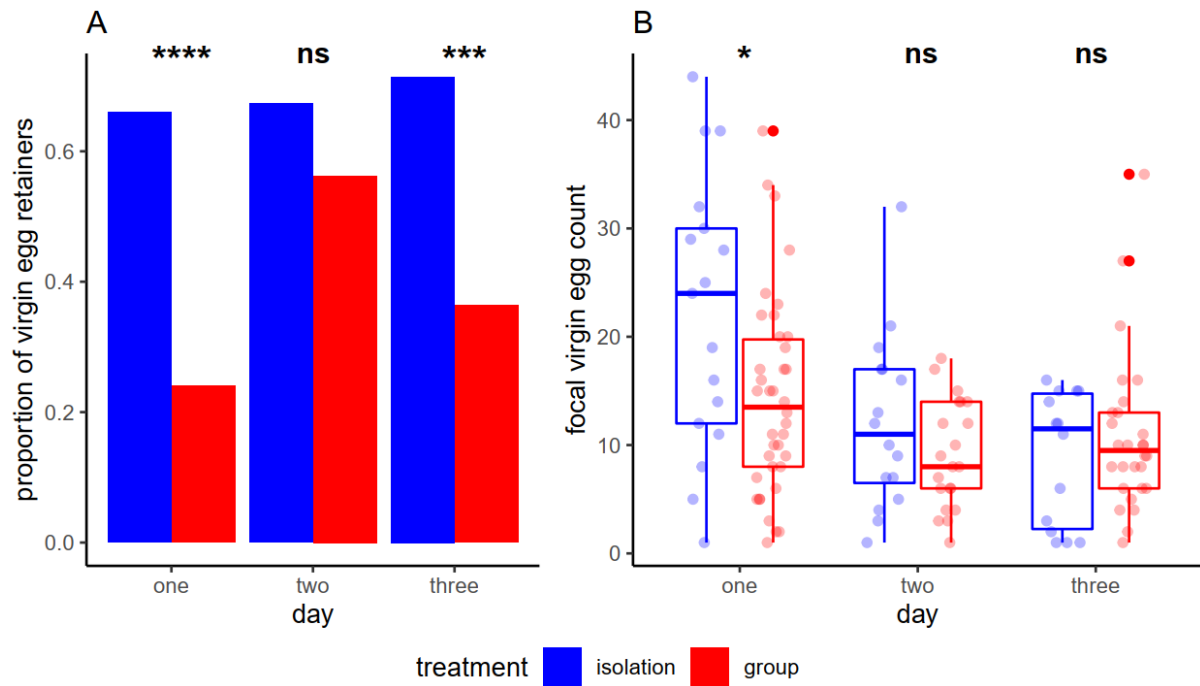 A
B
****
ns
***
*
ns
ns
proportion of virgin egg retainers
0.6
0.4
0.2
0.0
one
two
three
day
focal virgin egg count
40
30
20
10
0
one
two
three
day
treatment
isolation
group